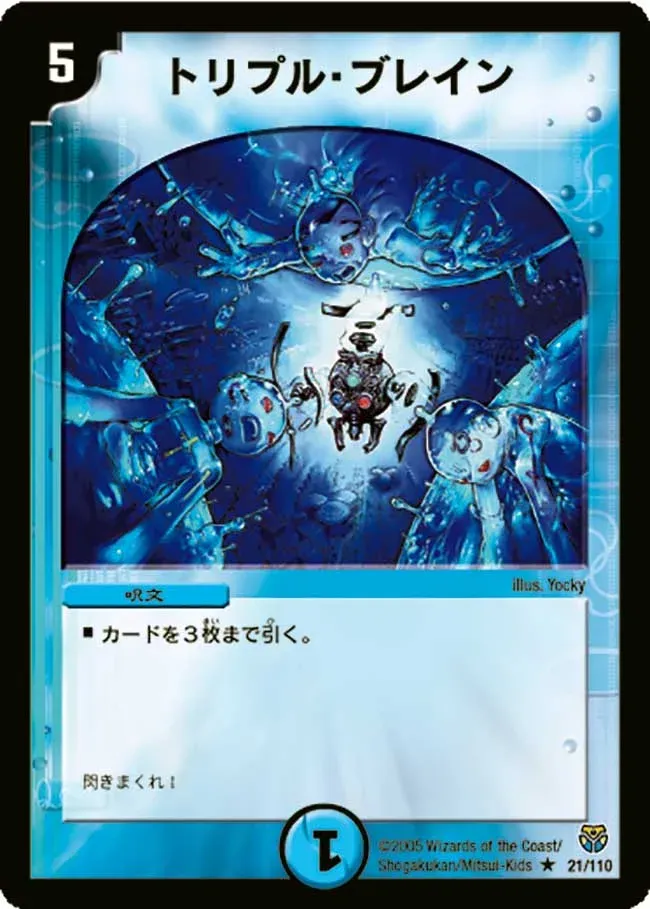 5
トリプル・ブレイン
illus. Yocky
呪文
■ カードを3枚まで引く。
閃きまくれ!
1
©2005 Wizards of the Coast/
Shogakukan/Mitsui-Kids ★ 21/110